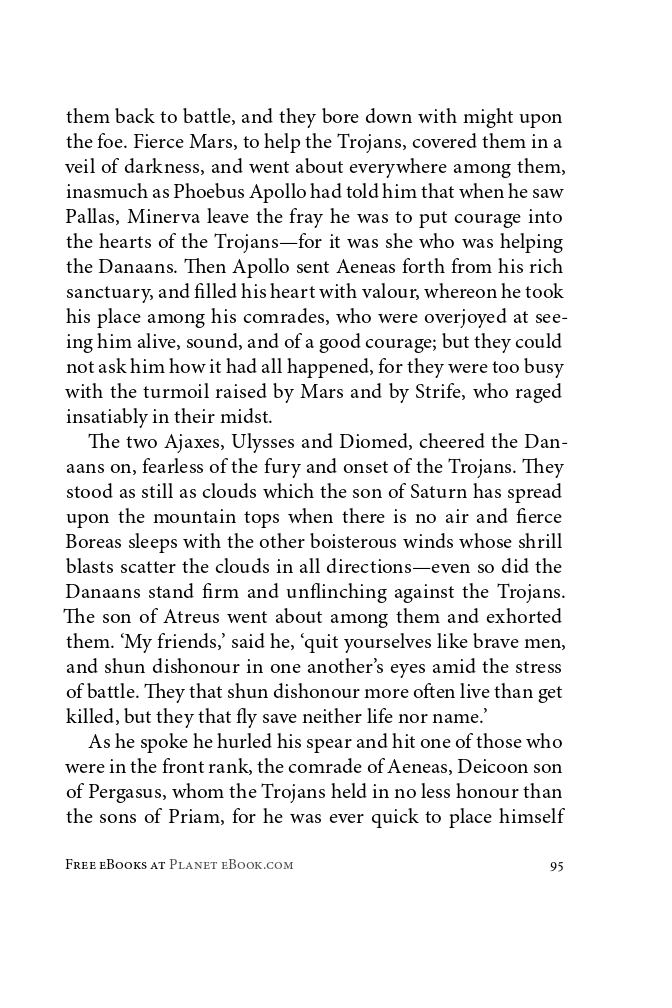 them back to battle, and they bore down with might upon
the foe. Fierce Mars, to help the Trojans, covered them in a
veil of darkness, and went about everywhere among them,
inasmuch as Phoebus Apollo had told him that when he saw
Pallas, Minerva leave the fray he was to put courage into
the hearts of the Trojans—for it was she who was helping
the Danaans. Then Apollo sent Aeneas forth from his rich
sanctuary, and filled his heart with valour, whereon he took
his place among his comrades, who were overjoyed at see-
ing him alive, sound, and of a good courage; but they could
not ask him how it had all happened, for they were too busy
with the turmoil raised by Mars and by Strife, who raged
insatiably in their midst.
The two Ajaxes, Ulysses and Diomed, cheered the Dan-
aans on, fearless of the fury and onset of the Trojans. They
stood as still as clouds which the son of Saturn has spread
upon the mountain tops when there is no air and fierce
Boreas sleeps with the other boisterous winds whose shrill
blasts scatter the clouds in all directions—even so did the
Danaans stand firm and unflinching against the Trojans.
The son of Atreus went about among them and exhorted
them. ‘My friends,’ said he, ‘quit yourselves like brave men,
and shun dishonour in one another’s eyes amid the stress
of battle. They that shun dishonour more often live than get
killed, but they that fly save neither life nor name.’
As he spoke he hurled his spear and hit one of those who
were in the front rank, the comrade of Aeneas, Deicoon son
of Pergasus, whom the Trojans held in no less honour than
the sons of Priam, for he was ever quick to place himself
Free eBooks at Planet eBook.com 95